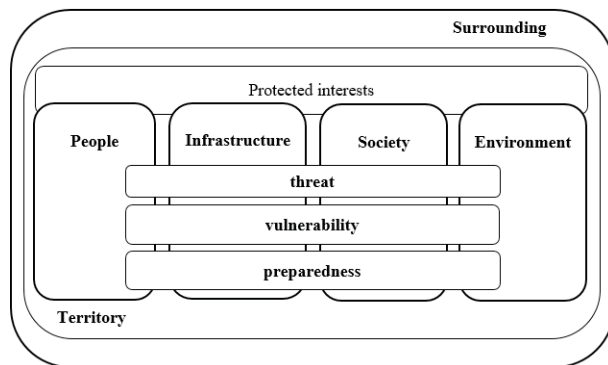 Surrounding
Protected interests
People
Infrastructure
Society
Environment
threat
vulnerability
preparedness
Territory